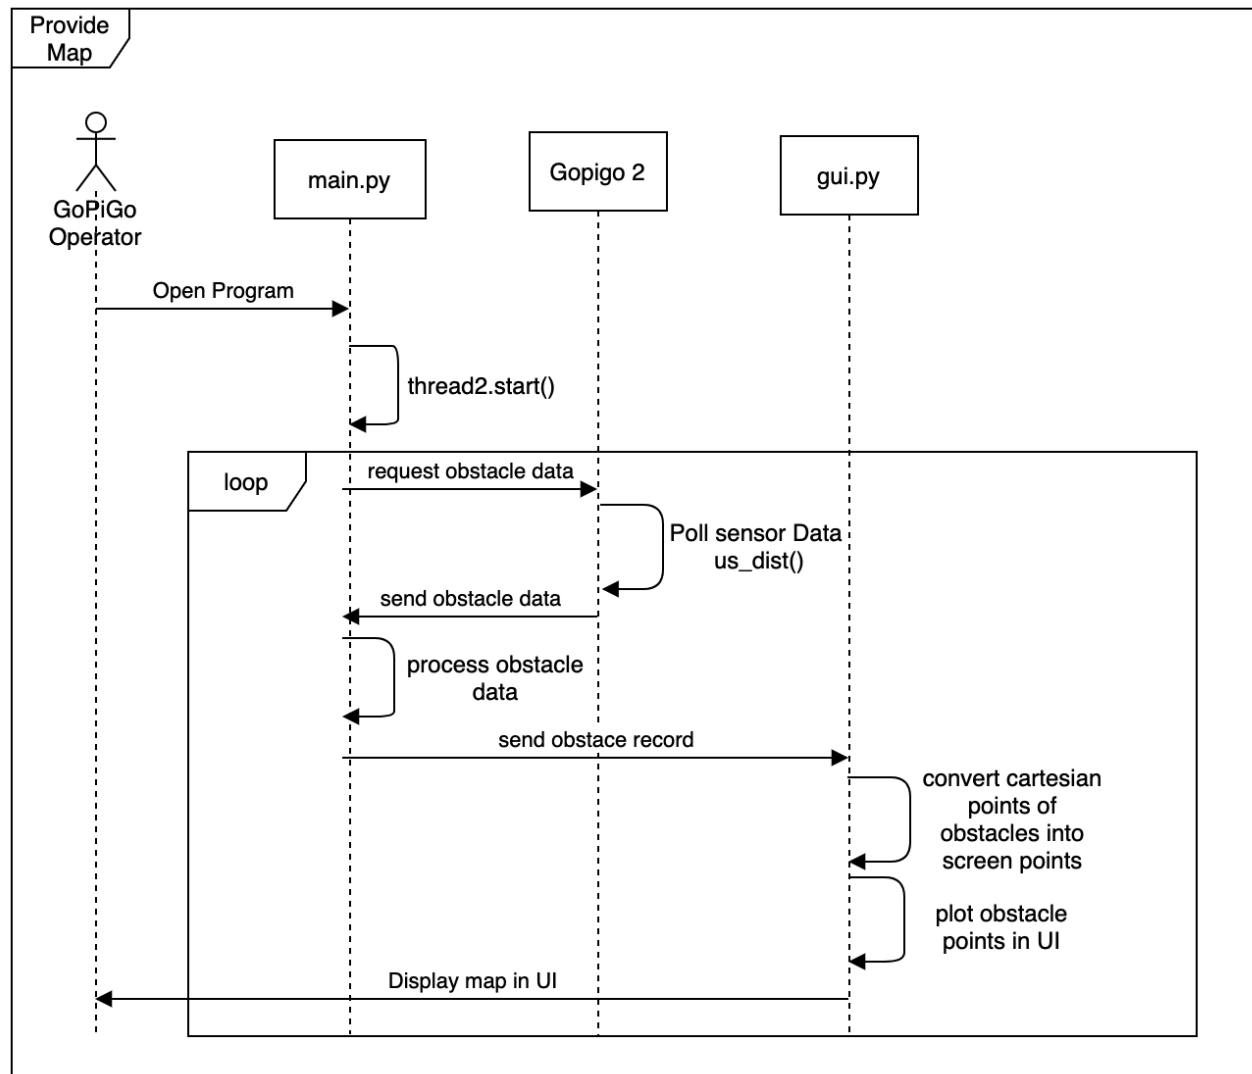 Provide
Map
GoPiGo
Operator
main.py
Gopigo 2
gui.py
Open Program
thread2.start()
loop
request obstacle data
Poll sensor Data
us_dist()
send obstacle data
process obstacle
data
send obstace record
convert cartesian
points of
obstacles into
screen points
plot obstacle
points in UI
Display map in UI